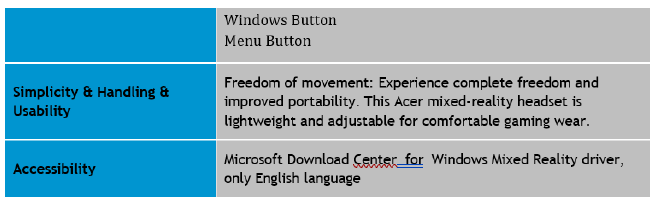 Windows Button
Menu Button
Simplicity & Handling &
Usability
Freedom of movement: Experience complete freedom and
improved portability. This Acer mixed-reality headset is
lightweight and adjustable for comfortable gaming wear.
Accessibility
Microsoft Download Center for Windows Mixed Reality driver,
only English language